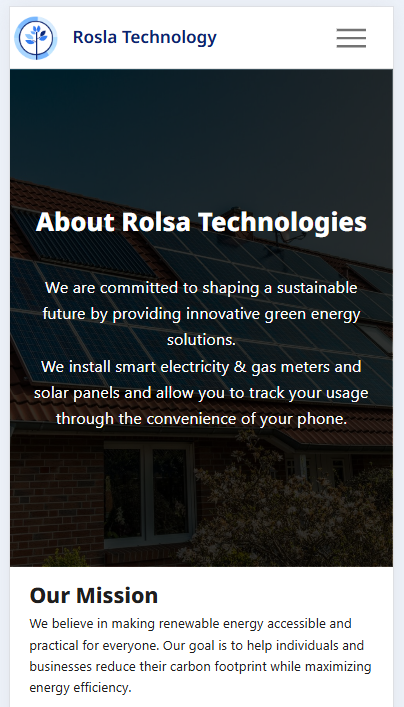 Rosla Technology
About Rolsa Technologies
We are committed to shaping a sustainable
future by providing innovative green energy
solutions.
We install smart electricity & gas meters and
solar panels and allow you to track your usage
through the convenience of your phone.
Our Mission
We believe in making renewable energy accessible and
practical for everyone. Our goal is to help individuals and
businesses reduce their carbon footprint while maximizing
energy efficiency.